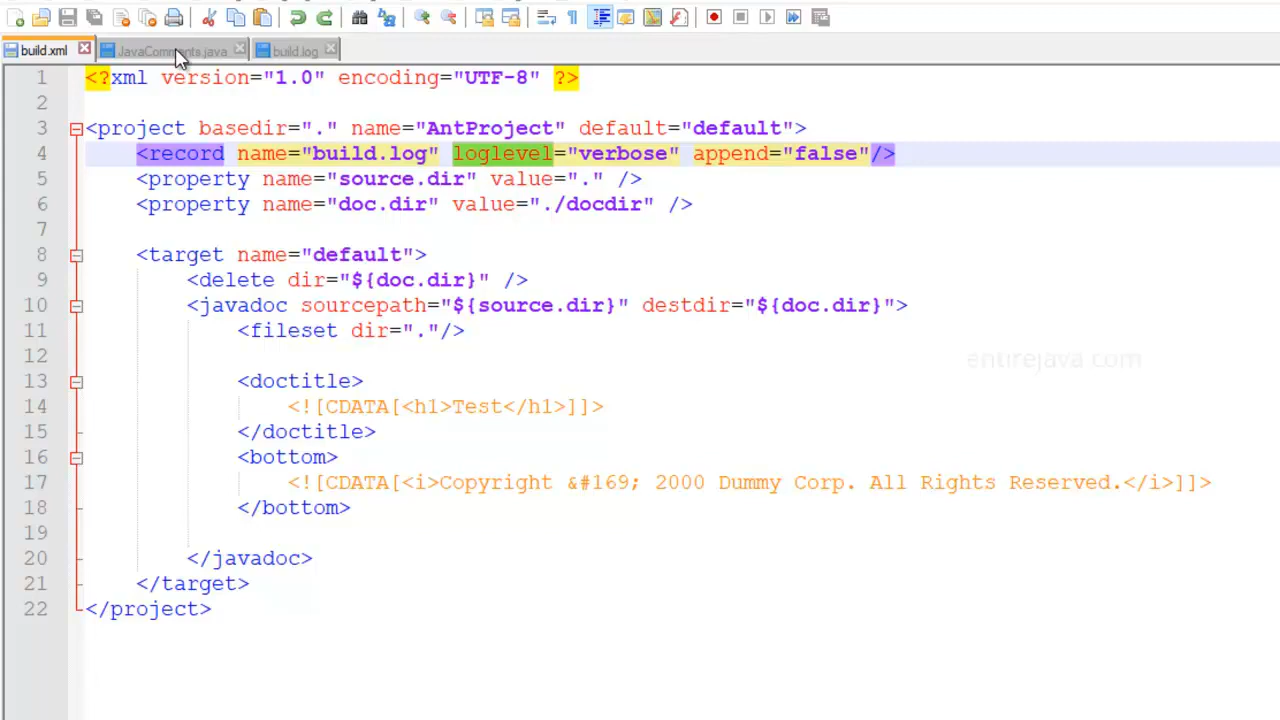 build.xml JavaComments.java build.log
1 <?xml version="1.0" encoding="UTF-8" ?>
2
3 <project basedir="." name="AntProject" default="default">
4 <record name="build.log" loglevel="verbose" append="false"/>
5 <property name="source.dir" value="." />
6 <property name="doc.dir" value="./docdir" />
7
8 <target name="default">
9 <delete dir="${doc.dir}" />
10 <javadoc sourcepath="${source.dir}" destdir="${doc.dir}">
11 <fileset dir="."/>
12
entirejava.com
13 <doctitle>
14 <![CDATA[<h1>Test</h1>]]>
15 </doctitle>
16 <bottom>
17 <![CDATA[<i>Copyright &#169; 2000 Dummy Corp. All Rights Reserved.</i>]]>
18 </bottom>
19
20 </javadoc>
21 </target>
22 </project>